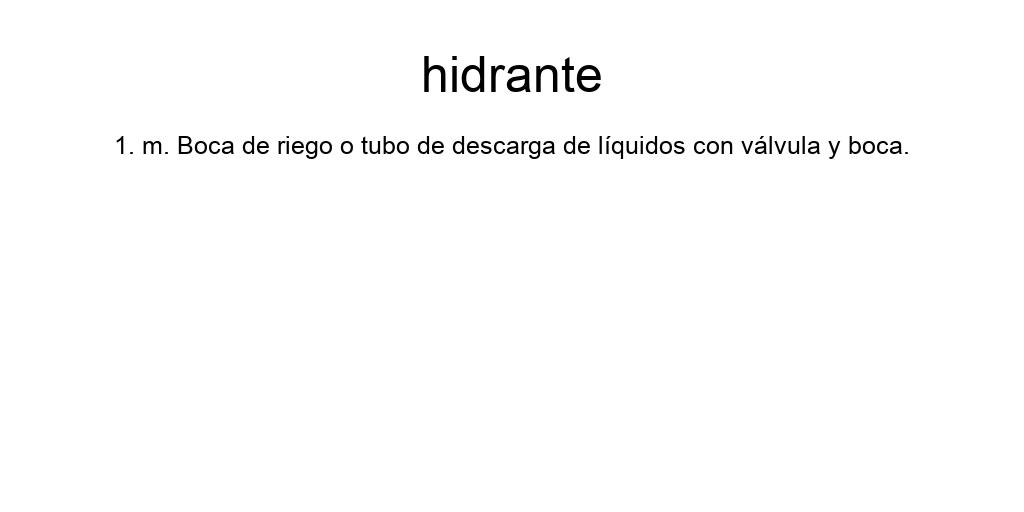 hidrante
1. m. Boca de riego o tubo de descarga de líquidos con válvula y boca.